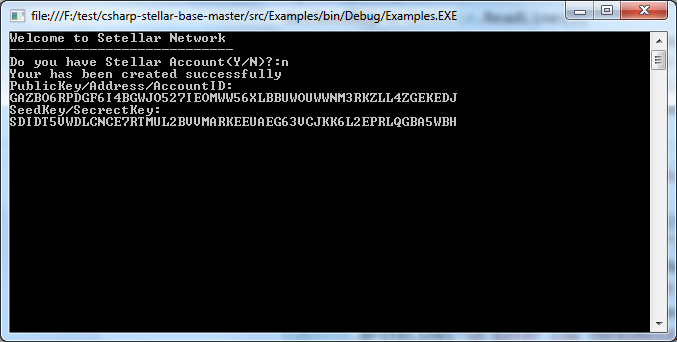 file:///F:/test/csharp-stellar-base-master/src/Examples/bin/Debug/Examples.EXE
Welcome to Setellar Network
---------------------------
Do you have Stellar Account(Y/N)?:n
Your has been created successfully
PublicKey/Address/AccountID:
GAZBO6RPDGF6I4BGWJO527IEOMWW56XLBBUWOUWWNM3RKZLL4ZGEKEDJ
SeedKey/SecrectKey:
SDIDT5VWDLCNCE7RTMUL2BVVMARKEEUAEG63VCJKK6L2EPRLQGBA5WBH